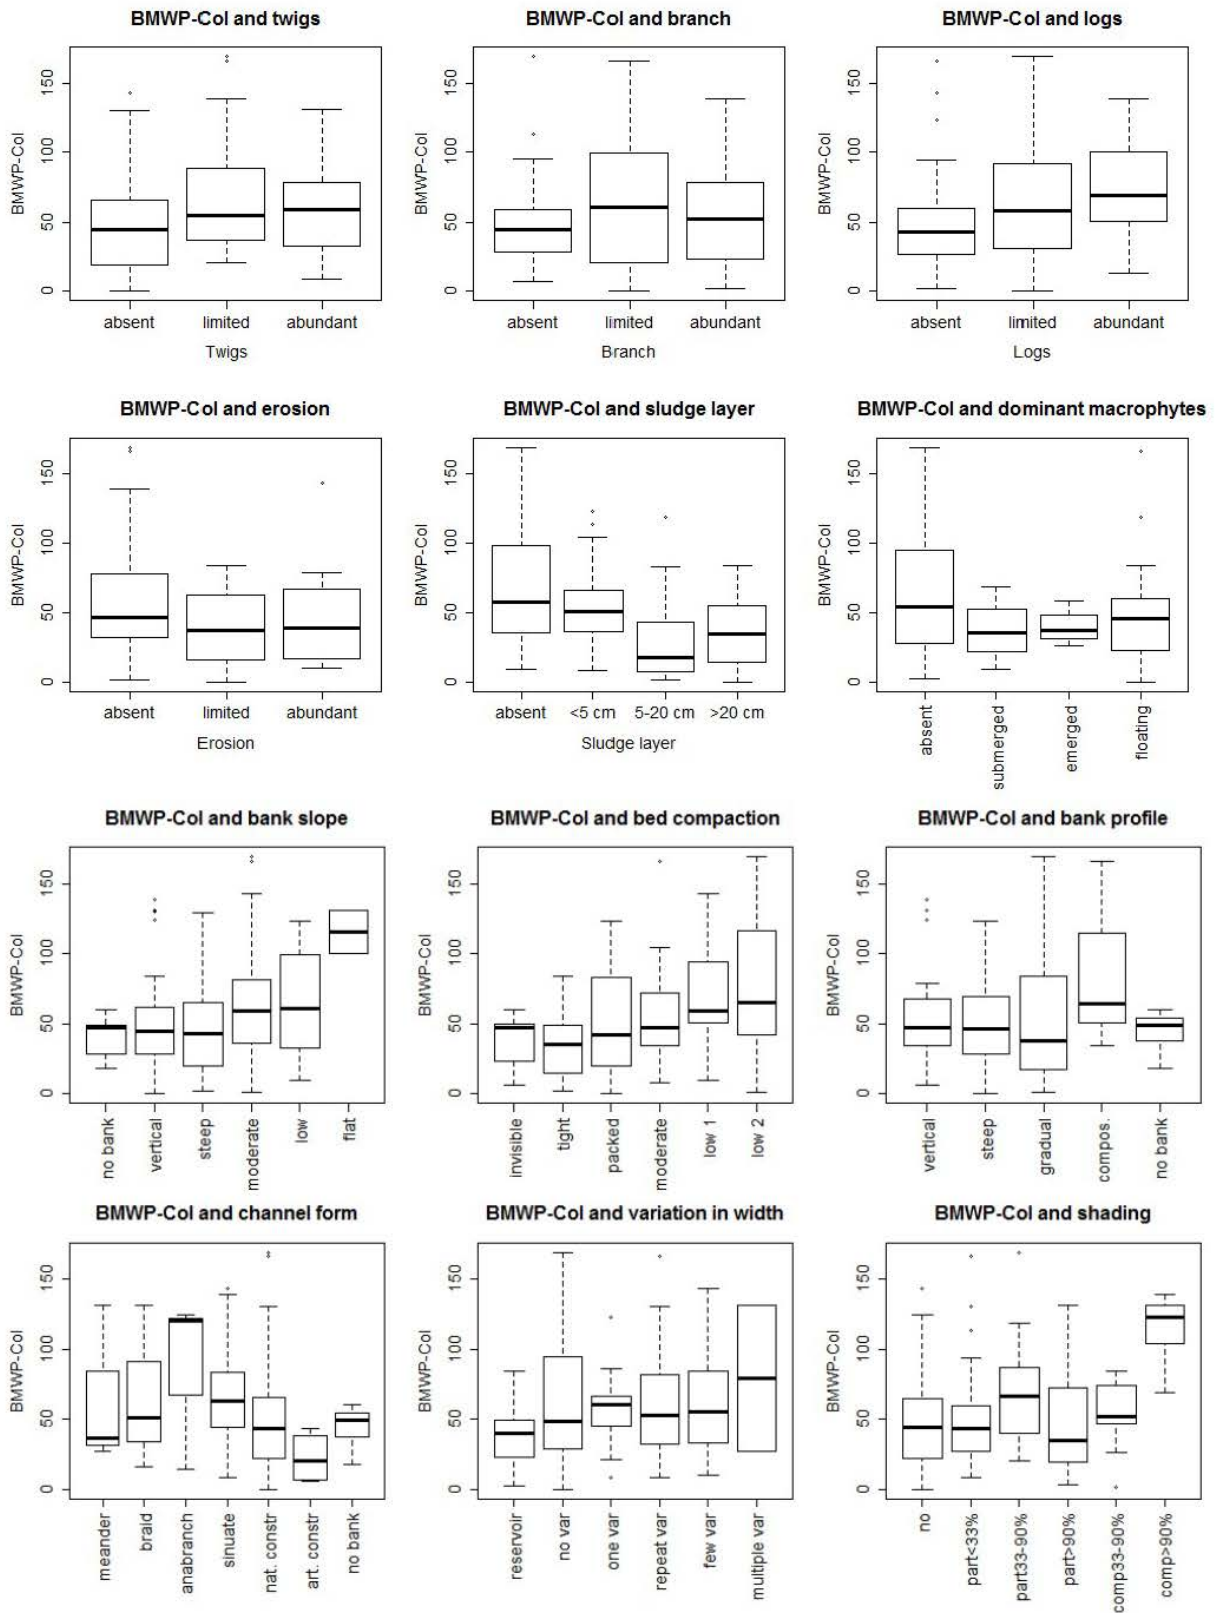 BMWP-Col and twigs
BMWP-Col
150
100
50
0
absent limited abundant
Twigs
BMWP-Col and branch
BMWP-Col
150
100
50
0
absent limited abundant
Branch
BMWP-Col and logs
BMWP-Col
150
100
50
0
absent limited abundant
Logs
BMWP-Col and erosion
BMWP-Col
150
100
50
0
absent limited abundant
Erosion
BMWP-Col and sludge layer
BMWP-Col
150
100
50
0
absent <5 cm 5-20 cm >20 cm
Sludge layer
BMWP-Col and dominant macrophytes
BMWP-Col
150
100
50
0
absent
submerged
emerged
floating
BMWP-Col and bank slope
BMWP-Col
150
100
50
0
no bank
vertical
steep
moderate
low
flat
BMWP-Col and bed compaction
BMWP-Col
150
100
50
0
invisible
tight
packed
moderate
low 1
low 2
BMWP-Col and bank profile
BMWP-Col
150
100
50
0
vertical
steep
gradual
compos.
no bank
BMWP-Col and channel form
BMWP-Col
150
100
50
0
meander
braid
anabranch
sinuate
nat. constr
art. constr
no bank
BMWP-Col and variation in width
BMWP-Col
150
100
50
0
reservoir
no var
one var
repeat var
few var
multiple var
BMWP-Col and shading
BMWP-Col
150
100
50
0
no
part<33%
part33-90%
part>90%
comp33-90%
comp>90%